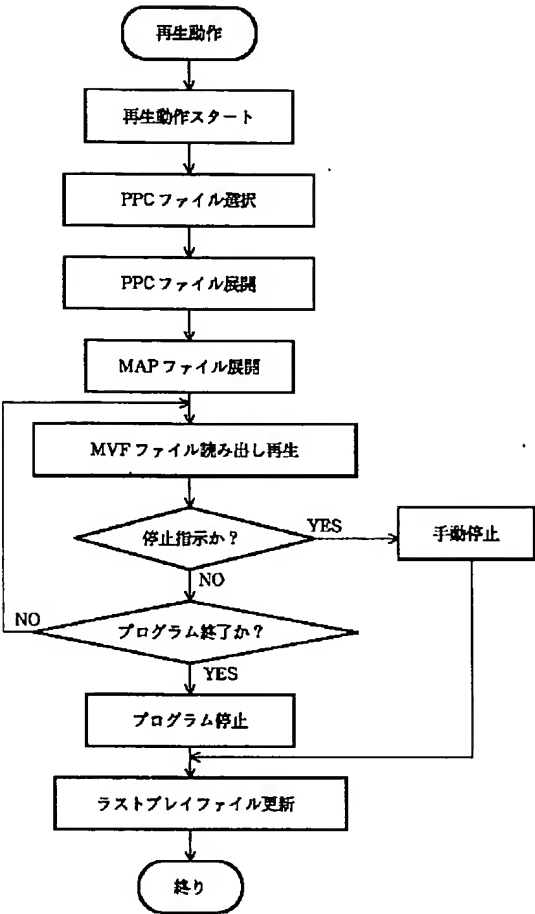 再生動作
再生動作スタート
PPCファイル選択
PPCファイル展開
MAPファイル展開
MVFファイル読み出し再生
停止指示か？
YES
手動停止
NO
NO
プログラム終了か？
YES
プログラム停止
ラストプレイファイル更新
終り